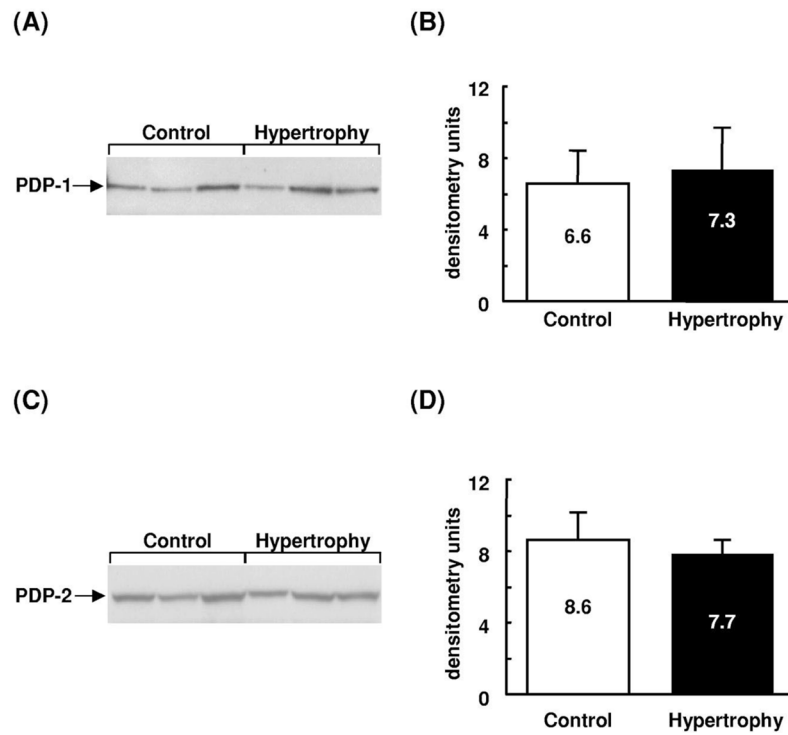 (A)
Control Hypertrophy
PDP-1
(B)
densitometry units
12
8
4
0
6.6
7.3
Control Hypertrophy
(C)
Control Hypertrophy
PDP-2
(D)
densitometry units
12
8
4
0
8.6
7.7
Control Hypertrophy